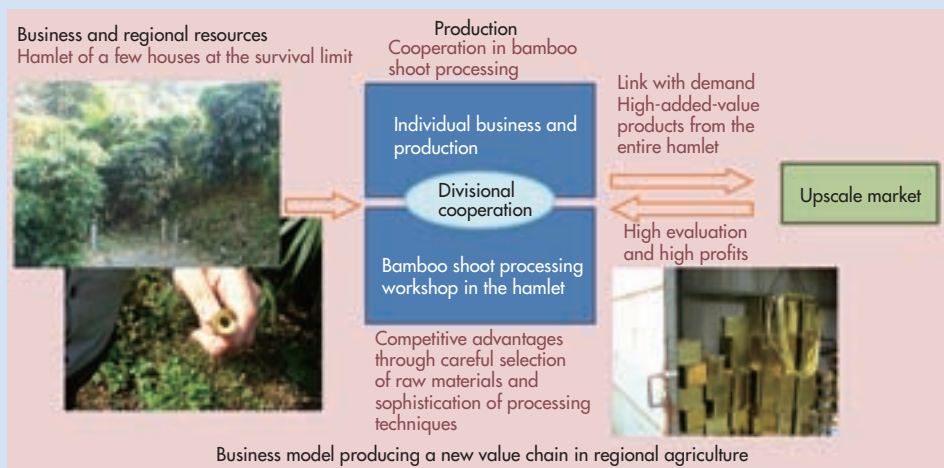 Business and regional resources
Hamlet of a few houses at the survival limit
Production
Cooperation in bamboo
shoot processing
Individual business and
production
Divisional
cooperation
Bamboo shoot processing
workshop in the hamlet
Competitive advantages
through careful selection
of raw materials and
sophistication of processing
techniques
Link with demand
High-added-value
products from the
entire hamlet
High evaluation
and high profits
Upscale market
Business model producing a new value chain in regional agriculture